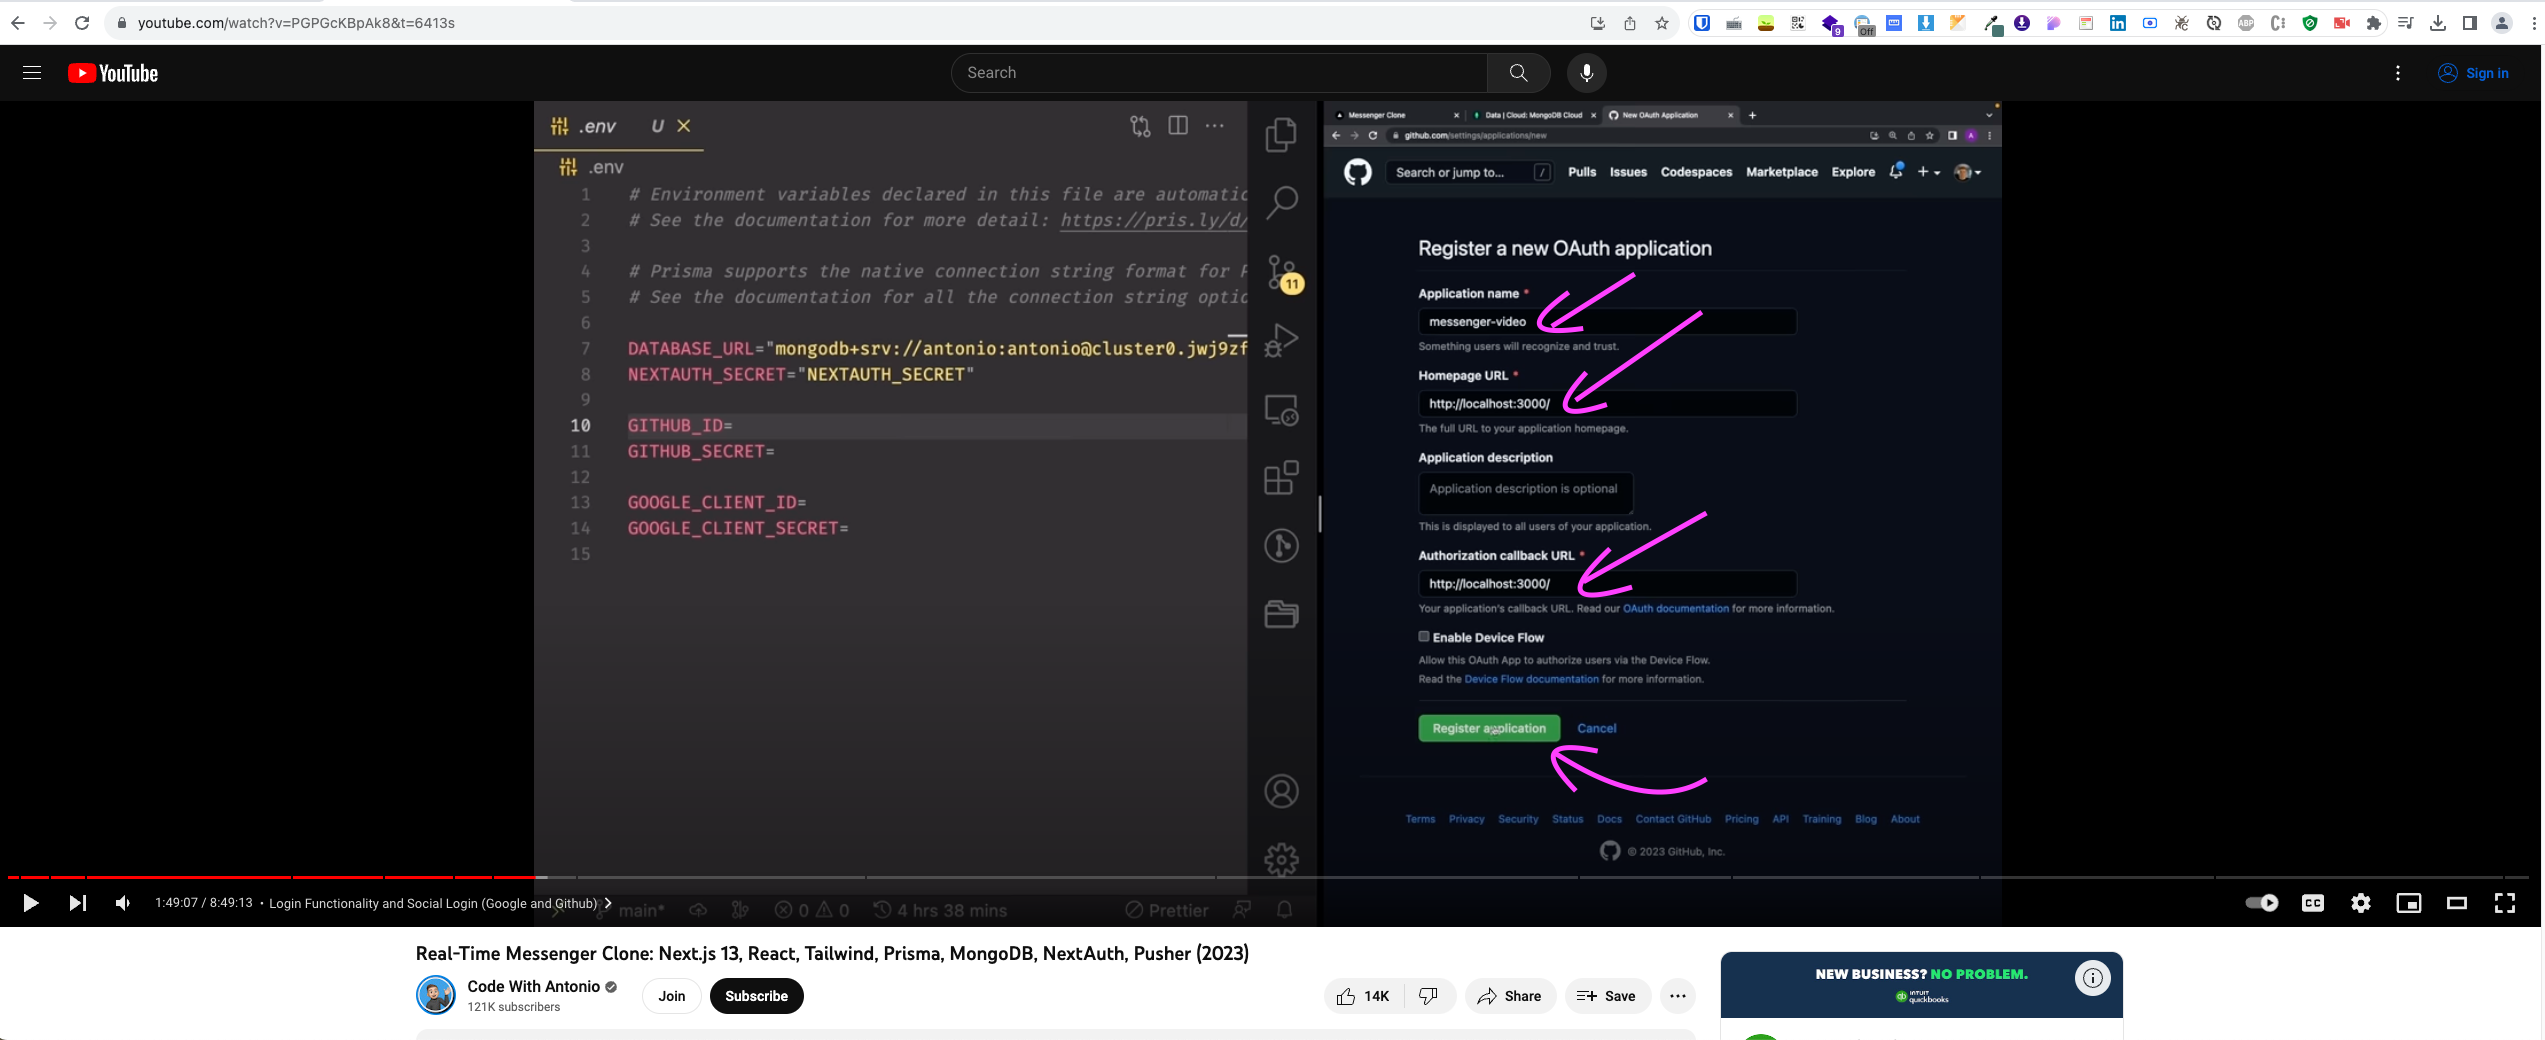 youtube.com/watch?v=PGPGcKBpAk8&t=6413s
9
Off
ABP
YouTube
Search
Sign in
.env U
.env
1 # Environment variables declared in this file are automatic
2 # See the documentation for more detail: https://pris.ly/d/
3
4 # Prisma supports the native connection string format for P
5 # See the documentation for all the connection string optio
6
7 DATABASE_URL="mongodb+srv://antonio:antonio@cluster0.jwj9zf
8 NEXTAUTH_SECRET="NEXTAUTH_SECRET"
9
10 GITHUB_ID=
11 GITHUB_SECRET=
12
13 GOOGLE_CLIENT_ID=
14 GOOGLE_CLIENT_SECRET=
15
11
main* 0 0 4 hrs 38 mins Prettier
Messenger Clone Data | Cloud: MongoDB Cloud New OAuth Application
github.com/settings/applications/new
Search or jump to... / Pulls Issues Codespaces Marketplace Explore
Register a new OAuth application
Application name *
messenger-video
Something users will recognize and trust.
Homepage URL *
http://localhost:3000/
The full URL to your application homepage.
Application description
Application description is optional
This is displayed to all users of your application.
Authorization callback URL *
http://localhost:3000/
Your application's callback URL. Read our OAuth documentation for more information.
Enable Device Flow
Allow this OAuth App to authorize users via the Device Flow.
Read the Device Flow documentation for more information.
Register application Cancel
Terms Privacy Security Status Docs Contact GitHub Pricing API Training Blog About
© 2023 GitHub, Inc.
1:49:07 / 8:49:13 • Login Functionality and Social Login (Google and Github)
CC
Real-Time Messenger Clone: Next.js 13, React, Tailwind, Prisma, MongoDB, NextAuth, Pusher (2023)
Code With Antonio
121K subscribers
Join
Subscribe
14K
Share
Save
NEW BUSINESS? NO PROBLEM.
INTUIT
quickbooks